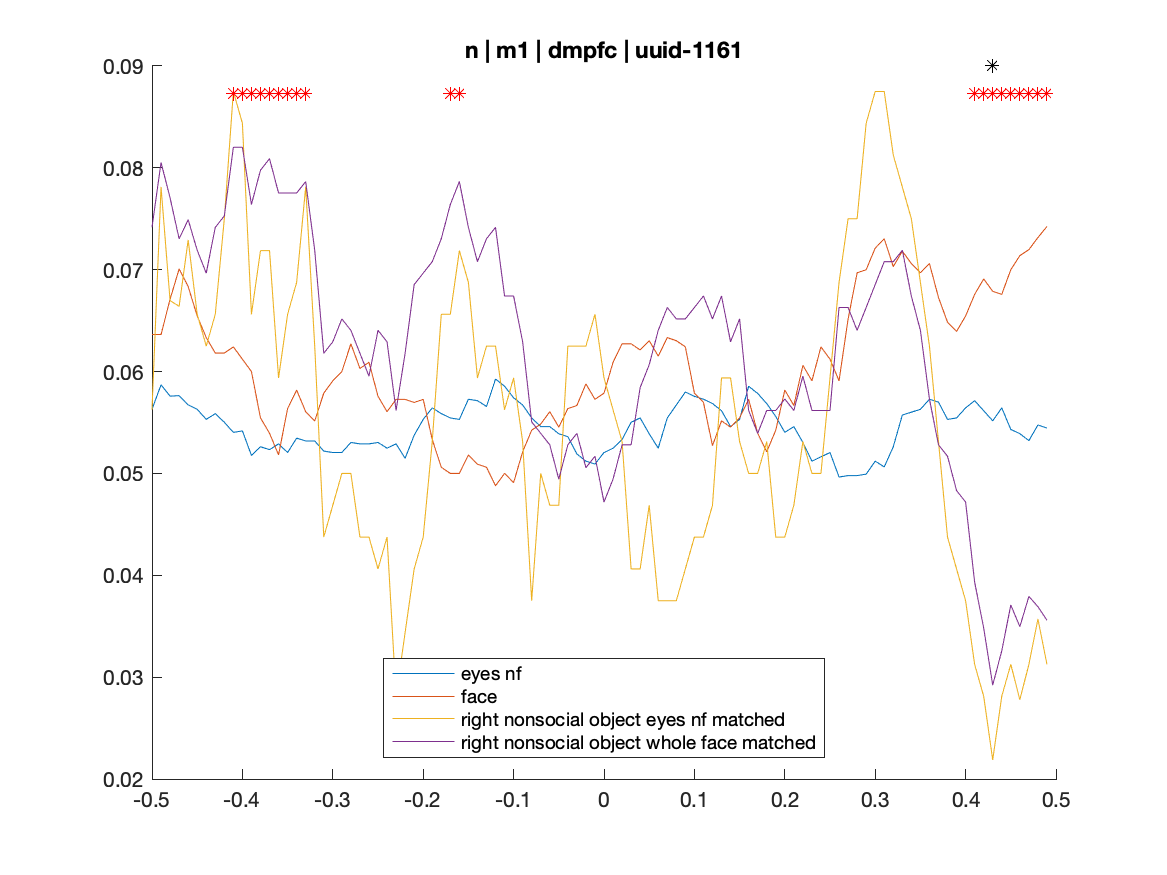 n | m1 | dmpfc | uuid-1161
0.09
0.08
0.07
0.06
0.05
0.04
0.03
0.02
eyes nf
face
right nonsocial object eyes nf matched
right nonsocial object whole face matched
-0.5 -0.4 -0.3 -0.2 -0.1 0 0.1 0.2 0.3 0.4 0.5